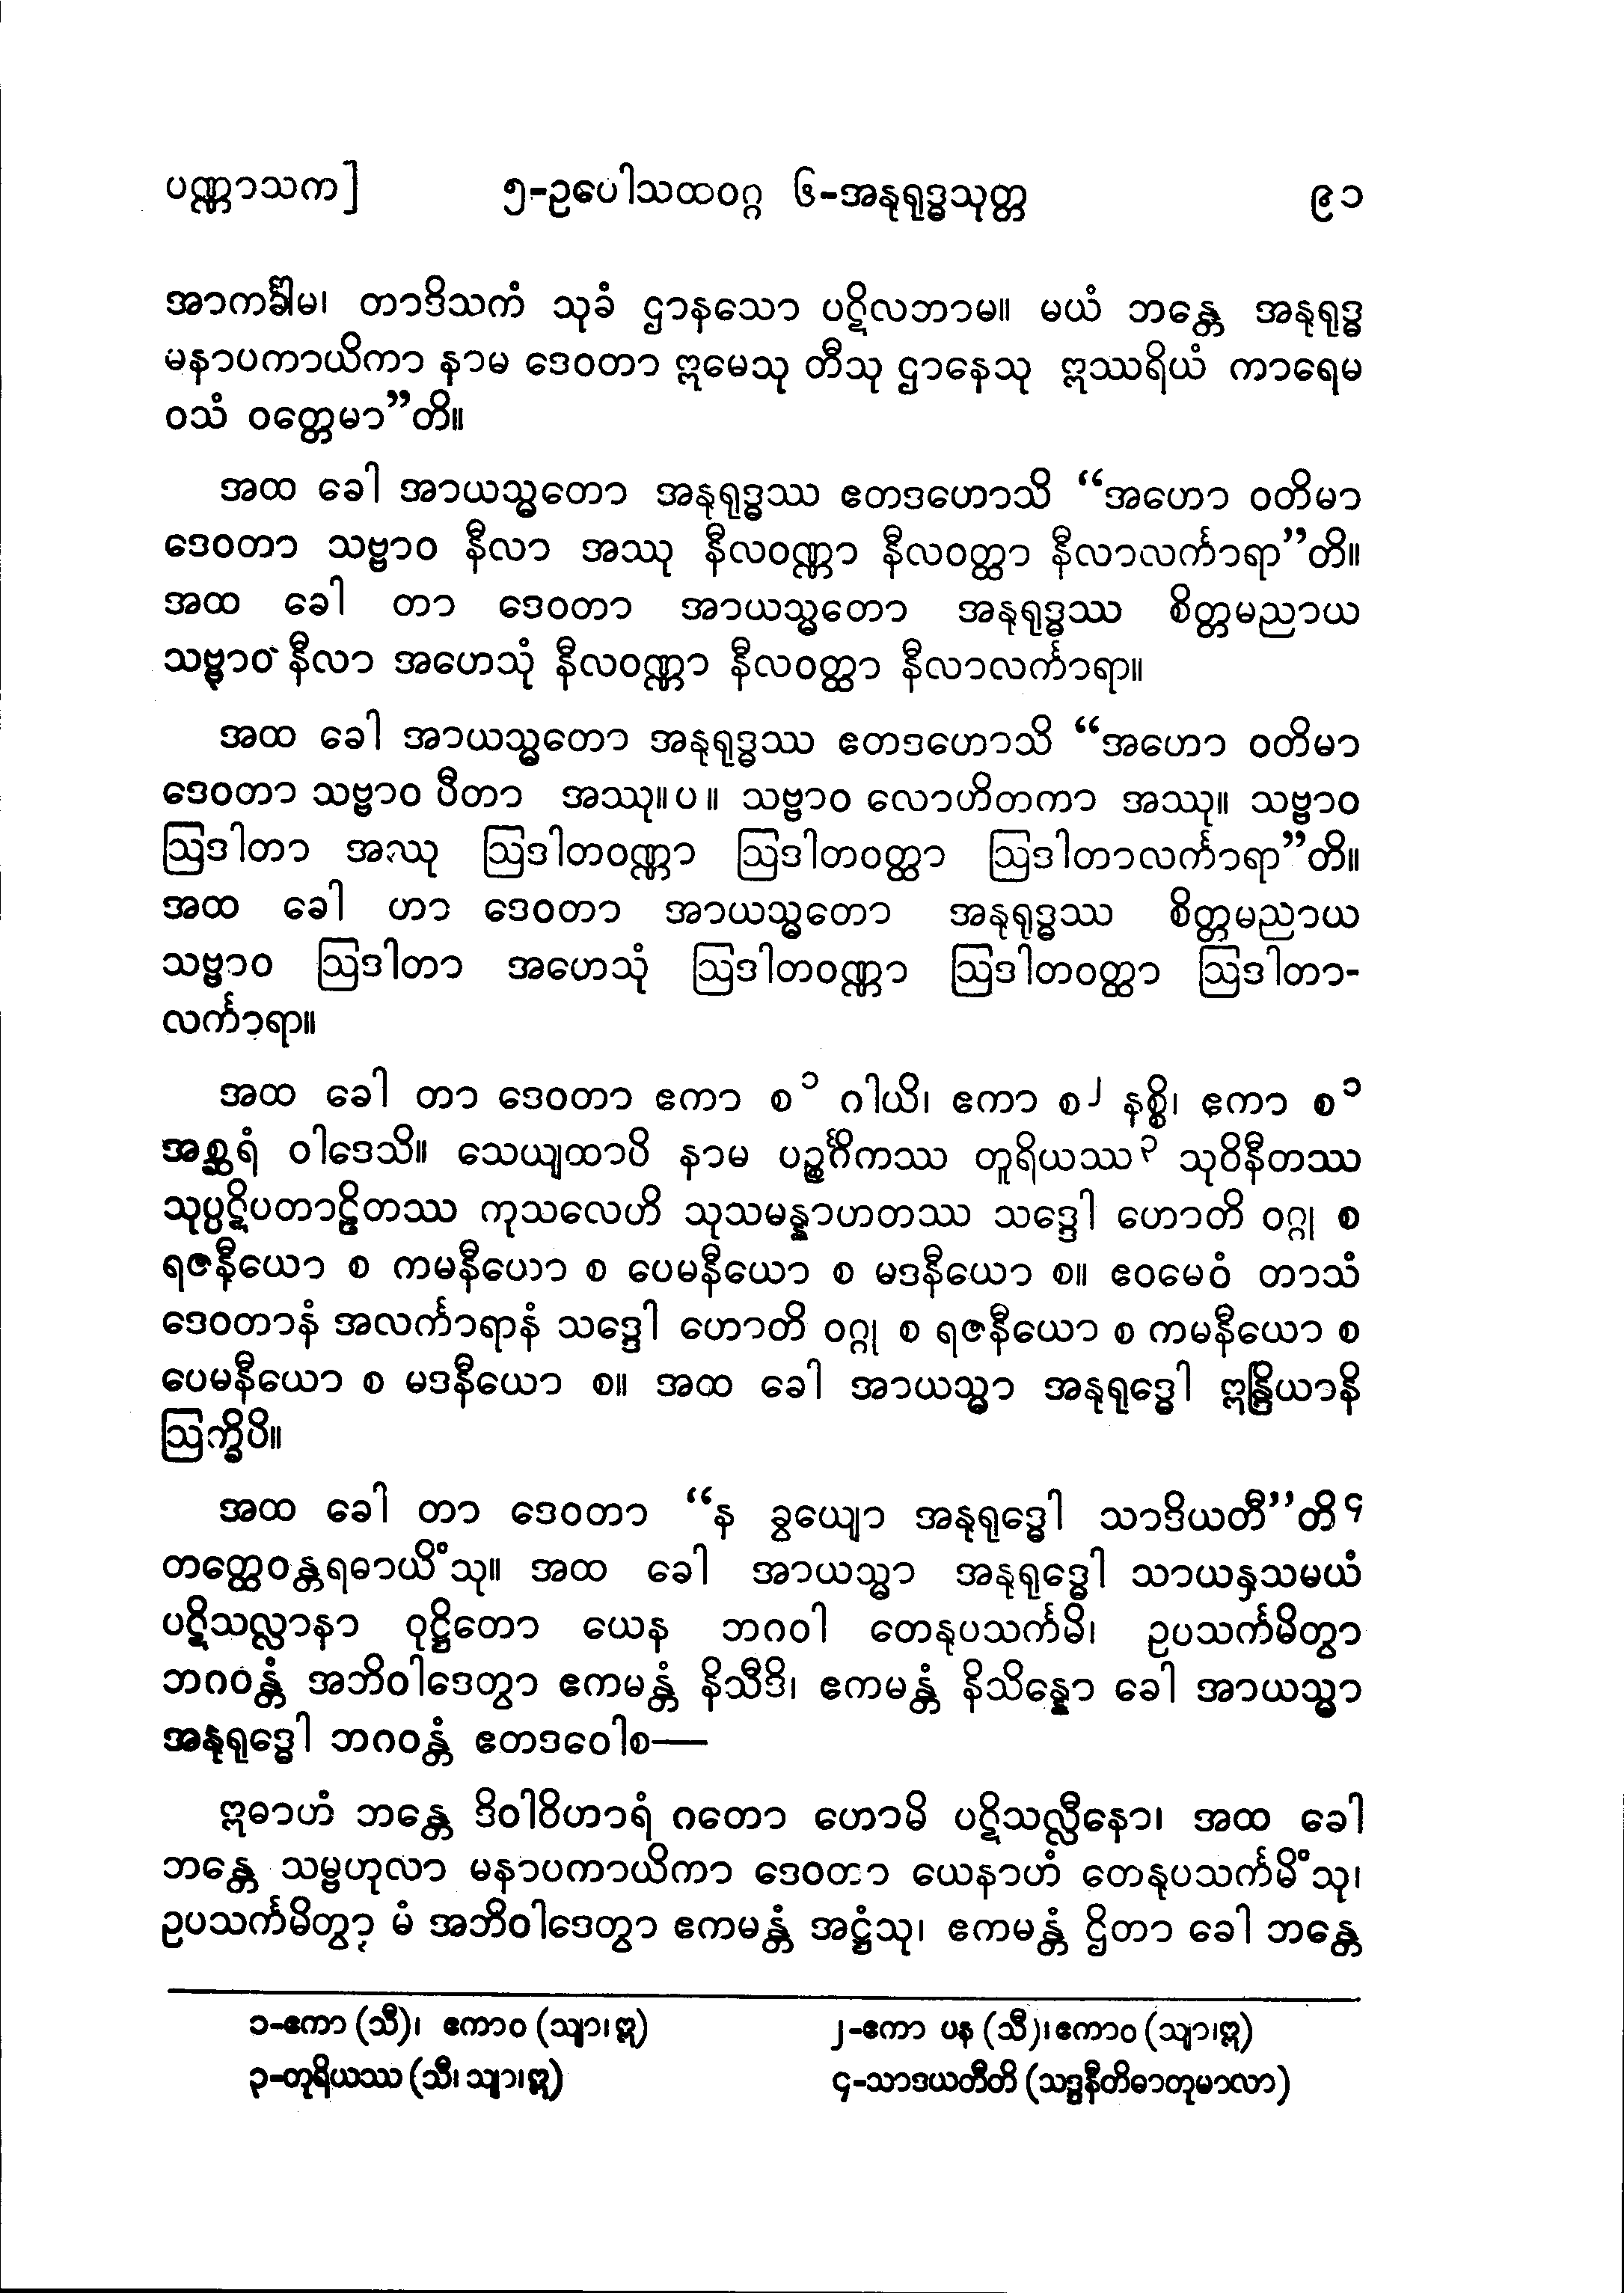 ပဏ္ဏာသက] ၅-ဥပေါသထဝဂ္ဂ ၆-အနုရုဒ္ဓသုတ္တ ၉၁
အာကင်္ခါမ၊ တာဒိသကံ သုခံ ဌာနသော ပဋိလဘာမ။ မယံ ဘန္တေ အနုရုဒ္ဓ
မနာပကာယိကာ နာမ ဒေဝတာ ဣမေသု တီသု ဌာနေသု ဣဿရိယံ ကာရေမ
ဝသံ ဝတ္တေမာ”တိ။
အထ ခေါ အာယသ္မတော အနုရုဒ္ဓဿ ဧတဒဟောသိ “အဟော ဝတိမာ
ဒေဝတာ သဗ္ဗာဝ နီလာ အဿု နီလဝဏ္ဏာ နီလဝတ္ထာ နီလာလင်္ကာရာ”တိ။
အထ ခေါ တာ ဒေဝတာ အာယသ္မတော အနုရုဒ္ဓဿ စိတ္တမညာယ
သဗ္ဗာဝ နီလာ အဟေသုံ နီလဝဏ္ဏာ နီလဝတ္ထာ နီလာလင်္ကာရာ။
အထ ခေါ အာယသ္မတော အနုရုဒ္ဓဿ ဧတဒဟောသိ “အဟော ဝတိမာ
ဒေဝတာ သဗ္ဗာဝ ပီတာ အဿု။ပ။ သဗ္ဗာဝ လောဟိတကာ အဿု။ သဗ္ဗာဝ
ဩဒါတာ အဿု ဩဒါတဝဏ္ဏာ ဩဒါတဝတ္ထာ ဩဒါတာလင်္ကာရာ”တိ။
အထ ခေါ ဟာ ဒေဝတာ အာယသ္မတော အနုရုဒ္ဓဿ စိတ္တမညာယ
သဗ္ဗာဝ ဩဒါတာ အဟေသုံ ဩဒါတဝဏ္ဏာ ဩဒါတဝတ္ထာ ဩဒါတာ-
လင်္ကာရာ။
အထ ခေါ တာ ဒေဝတာ ဧကာ စ၁ ဂါယိ၊ ဧကာ စ၂ နစ္စိ၊ ဧကာ စ၁
အစ္ဆရံ ဝါဒေသိ။ သေယျထာပိ နာမ ပဉ္စင်္ဂိကဿ တူရိယဿ၃ သုဝိနီတဿ
သုပ္ပဋိပတာဠိတဿ ကုသလေဟိ သုသမန္နာဟတဿ သဒ္ဒေါ ဟောတိ ဝဂ္ဂု စ
ရဇနီယော စ ကမနီယော စ ပေမနီယော စ မဒနီယော စ။ ဧဝမေဝံ တာသံ
ဒေဝတာနံ အလင်္ကာရာနံ သဒ္ဒေါ ဟောတိ ဝဂ္ဂု စ ရဇနီယော စ ကမနီယော စ
ပေမနီယော စ မဒနီယော စ။ အထ ခေါ အာယသ္မာ အနုရုဒ္ဓေါ ဣန္ဒြိယာနိ
ဩက္ခိပိ။
အထ ခေါ တာ ဒေဝတာ “န ခွယျော အနုရုဒ္ဓေါ သာဒိယတီ”တိ၄
တတ္ထေဝန္တရဓာယိံသု။ အထ ခေါ အာယသ္မာ အနုရုဒ္ဓေါ သာယနှသမယံ
ပဋိသလ္လာနာ ဝုဋ္ဌိတော ယေန ဘဂဝါ တေနုပသင်္ကမိ၊ ဥပသင်္ကမိတွာ
ဘဂဝန္တံ အဘိဝါဒေတွာ ဧကမန္တံ နိသီဒိ၊ ဧကမန္တံ နိသိန္နော ခေါ အာယသ္မာ
အနုရုဒ္ဓေါ ဘဂဝန္တံ ဧတဒဝေါစ—
ဣဓာဟံ ဘန္တေ ဒိဝါဝိဟာရံ ဂတော ဟောမိ ပဋိသလ္လီနော၊ အထ ခေါ
ဘန္တေ သမ္ဗဟုလာ မနာပကာယိကာ ဒေဝတာ ယေနာဟံ တေနုပသင်္ကမိံသု၊
ဥပသင်္ကမိတွာ မံ အဘိဝါဒေတွာ ဧကမန္တံ အဋ္ဌံသု၊ ဧကမန္တံ ဌိတာ ခေါ ဘန္တေ
၁-ဧကာ (သီ)၊ ဧကာဝ (သျာ၊ဣ) ၂-ဧကာ ပန (သီ)၊ဧကာဝ (သျာ၊ဣ)
၃-တုရိယဿ (သီ၊ သျာ၊ဣ) ၄-သာဒယတီတိ (သဒ္ဒနီတိဓာတုမာလာ)